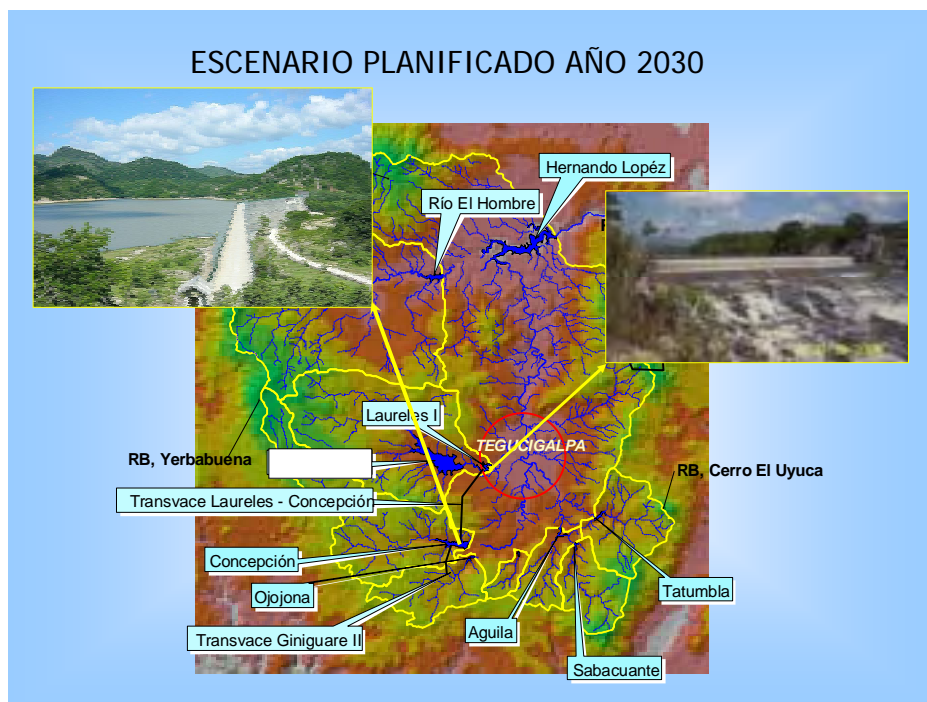 ESCENARIO PLANIFICADO AÑO 2030
Hernando Lopéz
Río El Hombre
R
Laureles I
TEGUCIGALPA
RB, Yerbabuena
RB, Cerro El Uyuca
Transvace Laureles - Concepción
Concepción
Ojojona
Tatumbla
Transvace Giniguare II
Aguila
Sabacuante